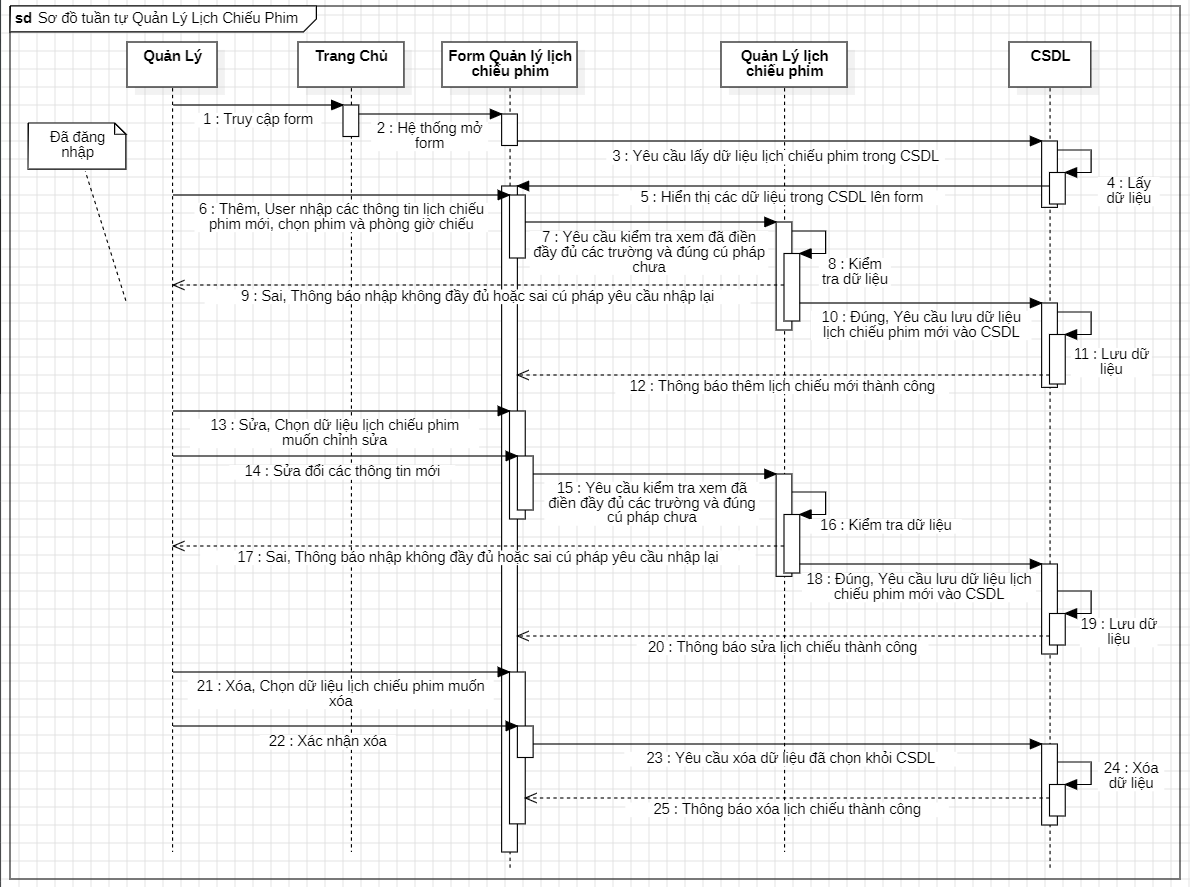 sd Sơ đồ tuần tự Quản Lý Lịch Chiếu Phim
Quản Lý
Trang Chủ
Form Quản lý lịch
chiếu phim
Quản Lý lịch
chiếu phim
CSDL
1 : Truy cập form
2 : Hệ thống mở
form
Đã đăng
nhập
3 : Yêu cầu lấy dữ liệu lịch chiếu phim trong CSDL
4 : Lấy
dữ liệu
5 : Hiển thị các dữ liệu trong CSDL lên form
6 : Thêm, User nhập các thông tin lịch chiếu
phim mới, chọn phim và phòng giờ chiếu
7 : Yêu cầu kiểm tra xem đã điền
đầy đủ các trường và đúng cú pháp
chưa
8 : Kiểm
tra dữ liệu
9 : Sai, Thông báo nhập không đầy đủ hoặc sai cú pháp yêu cầu nhập lại
10 : Đúng, Yêu cầu lưu dữ liệu
lịch chiếu phim mới vào CSDL
11 : Lưu dữ
liệu
12 : Thông báo thêm lịch chiếu mới thành công
13 : Sửa, Chọn dữ liệu lịch chiếu phim
muốn chỉnh sửa
14 : Sửa đổi các thông tin mới
15 : Yêu cầu kiểm tra xem đã
điền đầy đủ các trường và đúng
cú pháp chưa
16 : Kiểm tra dữ liệu
17 : Sai, Thông báo nhập không đầy đủ hoặc sai cú pháp yêu cầu nhập lại
18 : Đúng, Yêu cầu lưu dữ liệu lịch
chiếu phim mới vào CSDL
19 : Lưu dữ
liệu
20 : Thông báo sửa lịch chiếu thành công
21 : Xóa, Chọn dữ liệu lịch chiếu phim muốn
xóa
22 : Xác nhận xóa
23 : Yêu cầu xóa dữ liệu đã chọn khỏi CSDL
24 : Xóa
dữ liệu
25 : Thông báo xóa lịch chiếu thành công